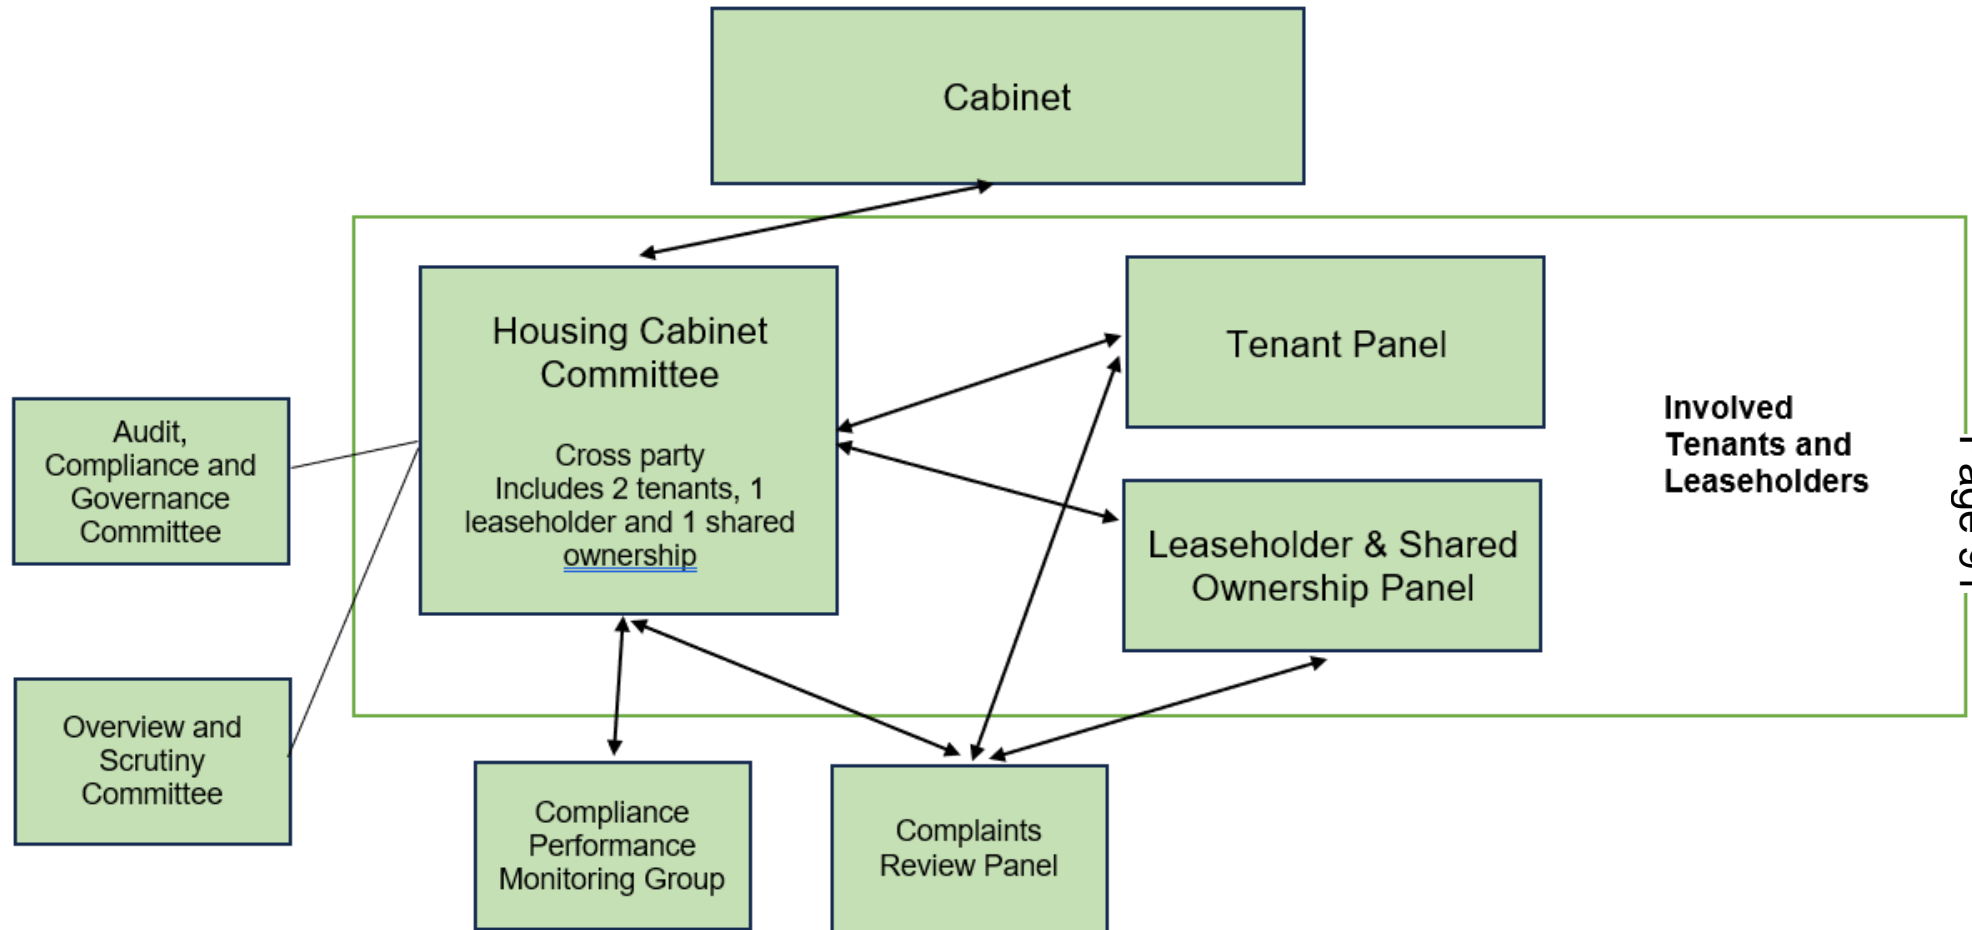 Cabinet
Housing Cabinet
Committee
Cross party
Includes 2 tenants, 1
leaseholder and 1 shared
ownership
Tenant Panel
Leaseholder & Shared
Ownership Panel
Involved
Tenants and
Leaseholders
Audit,
Compliance and
Governance
Committee
Overview and
Scrutiny
Committee
Compliance
Performance
Monitoring Group
Complaints
Review Panel